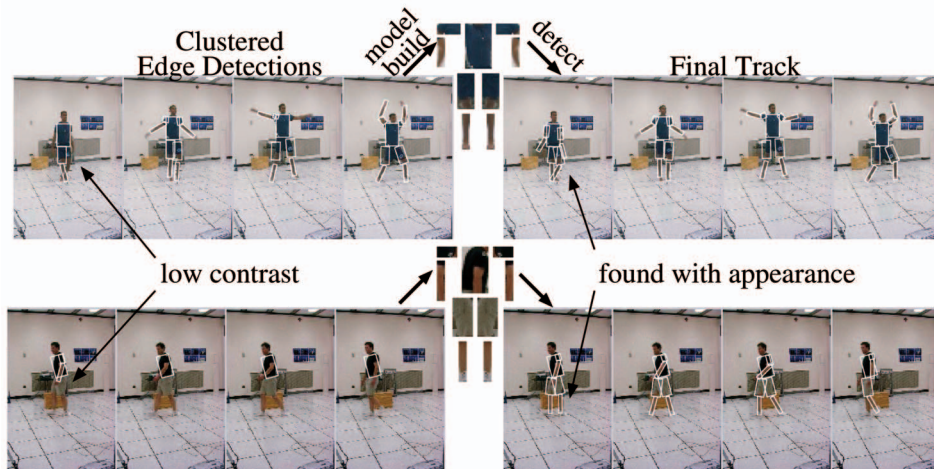 Clustered
Edge Detections
model
build
detect
Final Track
low contrast
found with appearance